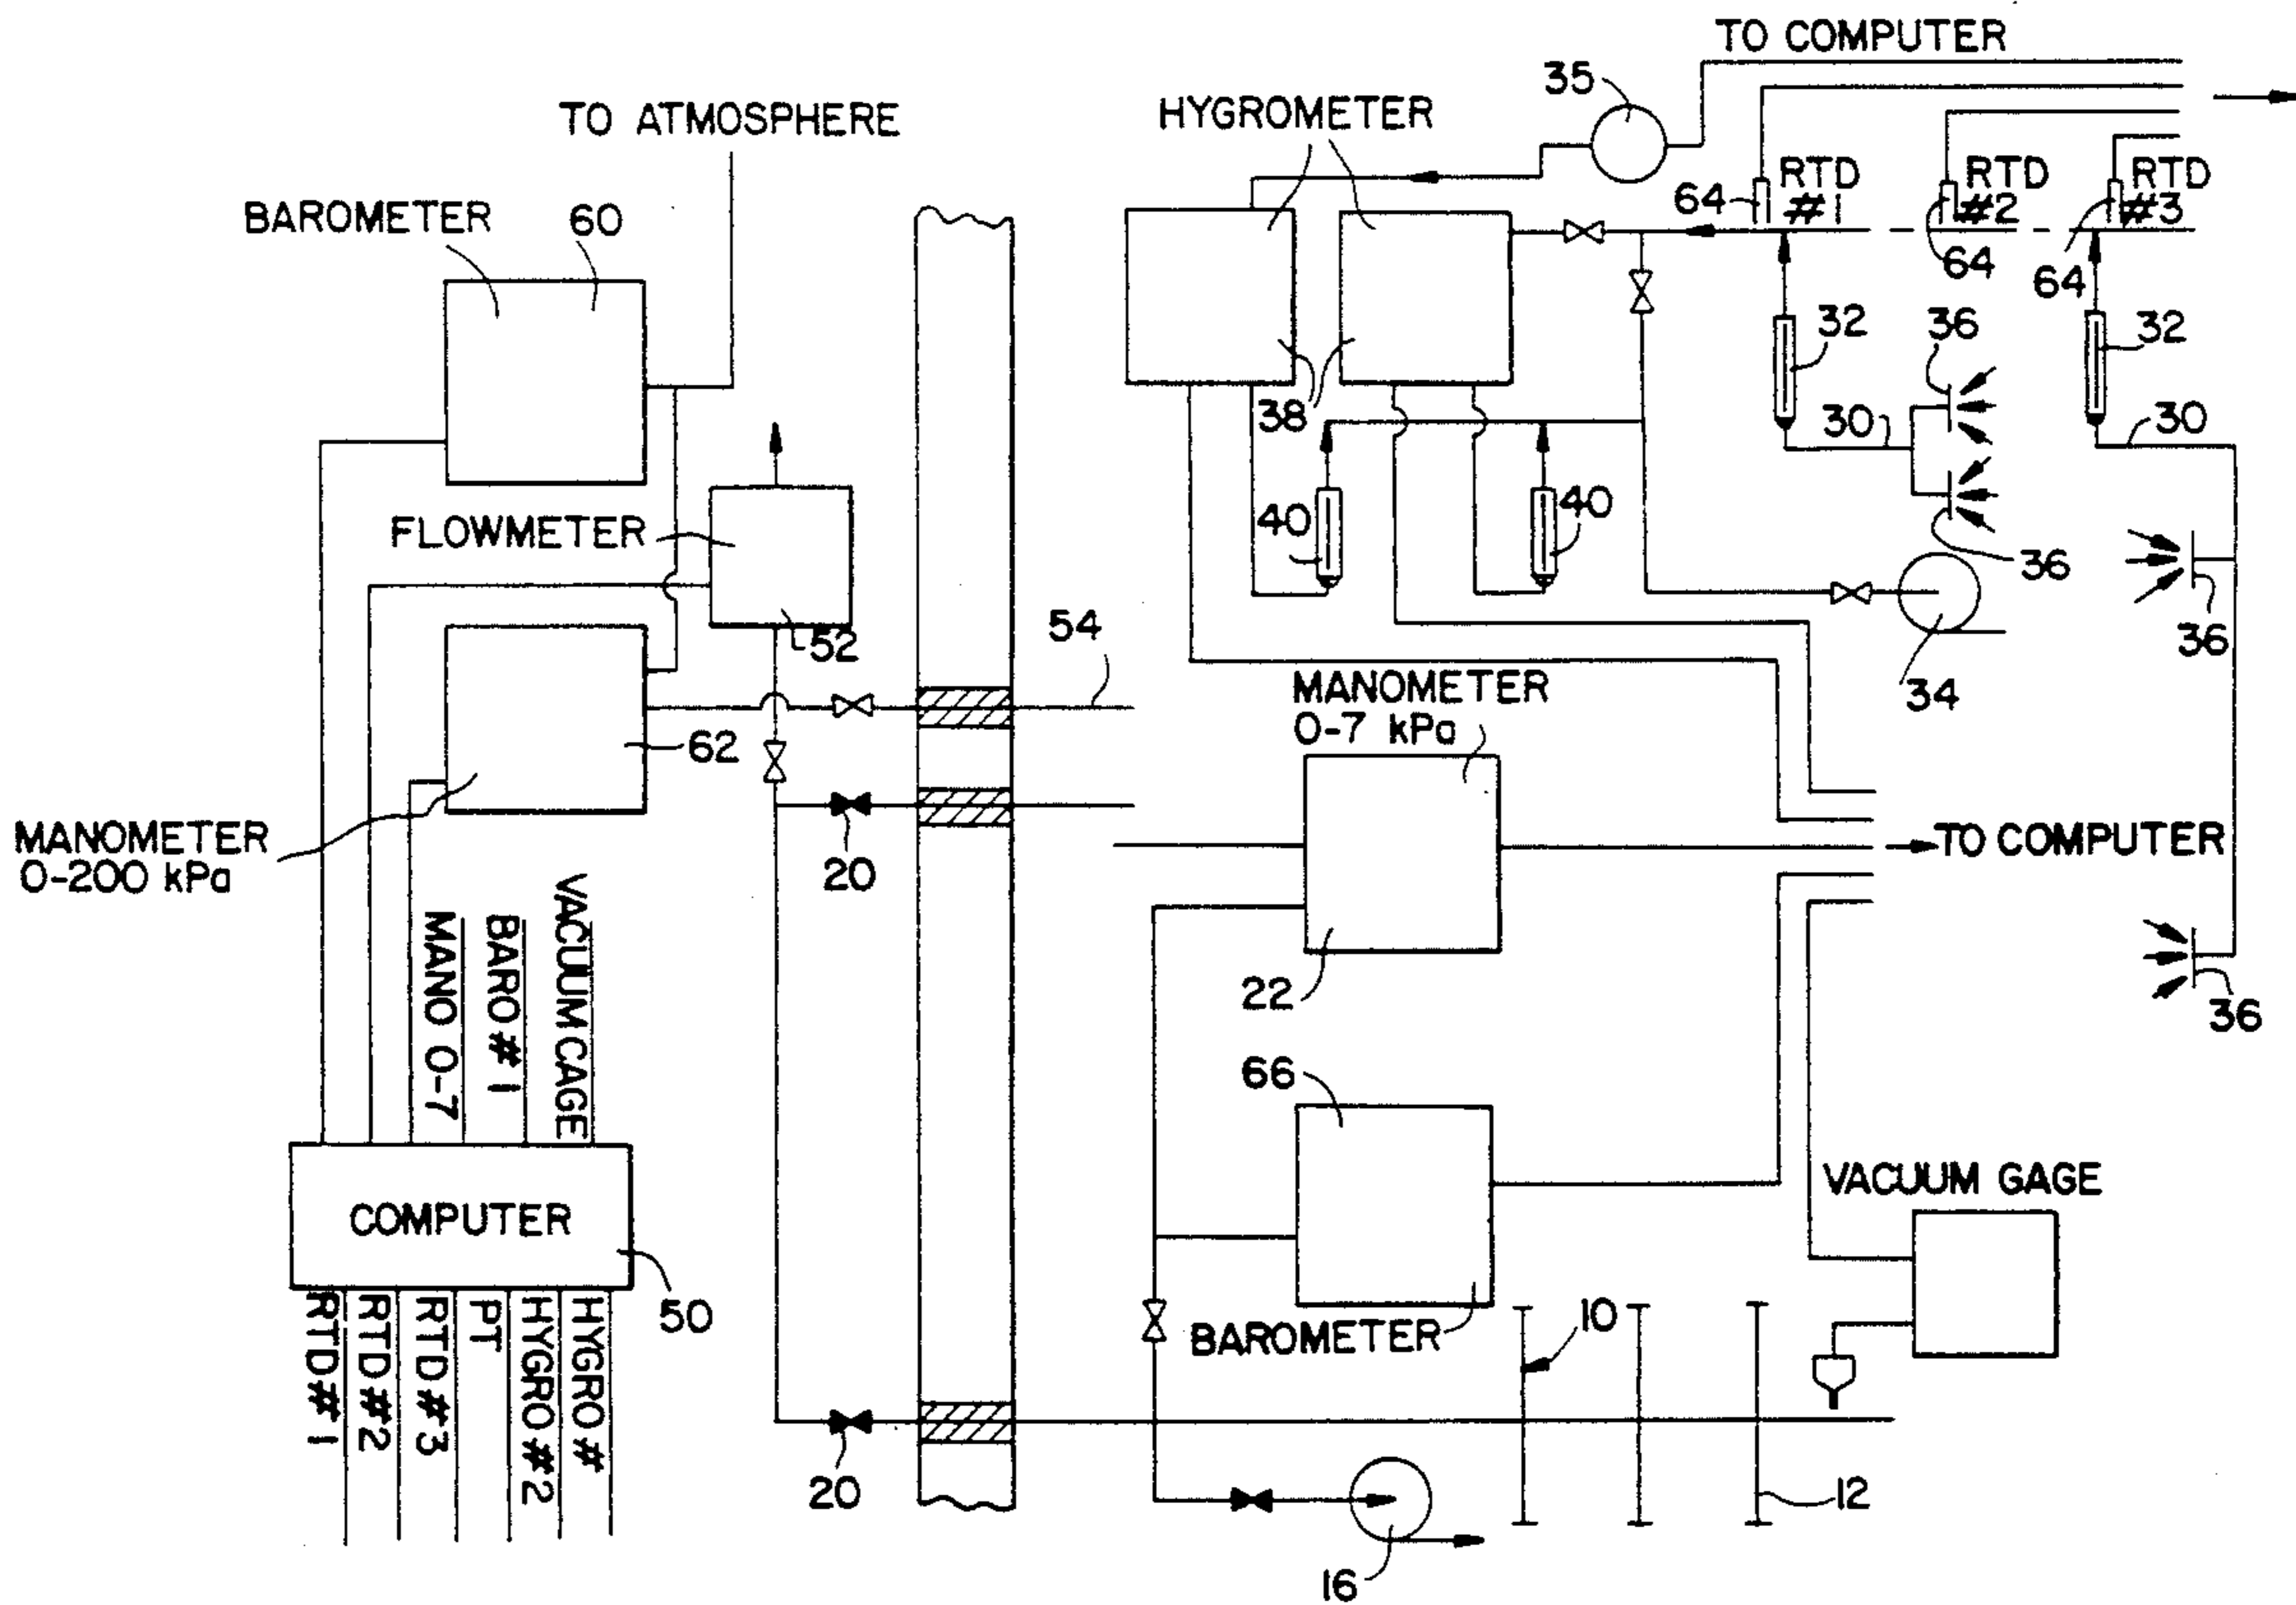 TO COMPUTER
35
TO ATMOSPHERE
HYGROMETER
BAROMETER
60
64
RTD
#1
RTD
#2
RTD
#3
64
64
32
36
32
38
30
30
FLOWMETER
40
40
36
52
54
36
34
MANOMETER
0-7 kPa
62
MANOMETER
0-200 kPa
20
TO COMPUTER
MANO 0-7
BARO #1
VACUUM CAGE
22
36
66
VACUUM GAGE
COMPUTER
50
RTD #1
RTD #2
RTD #3
PT
HYGRO #2
HYGRO #
BAROMETER
10
20
12
16